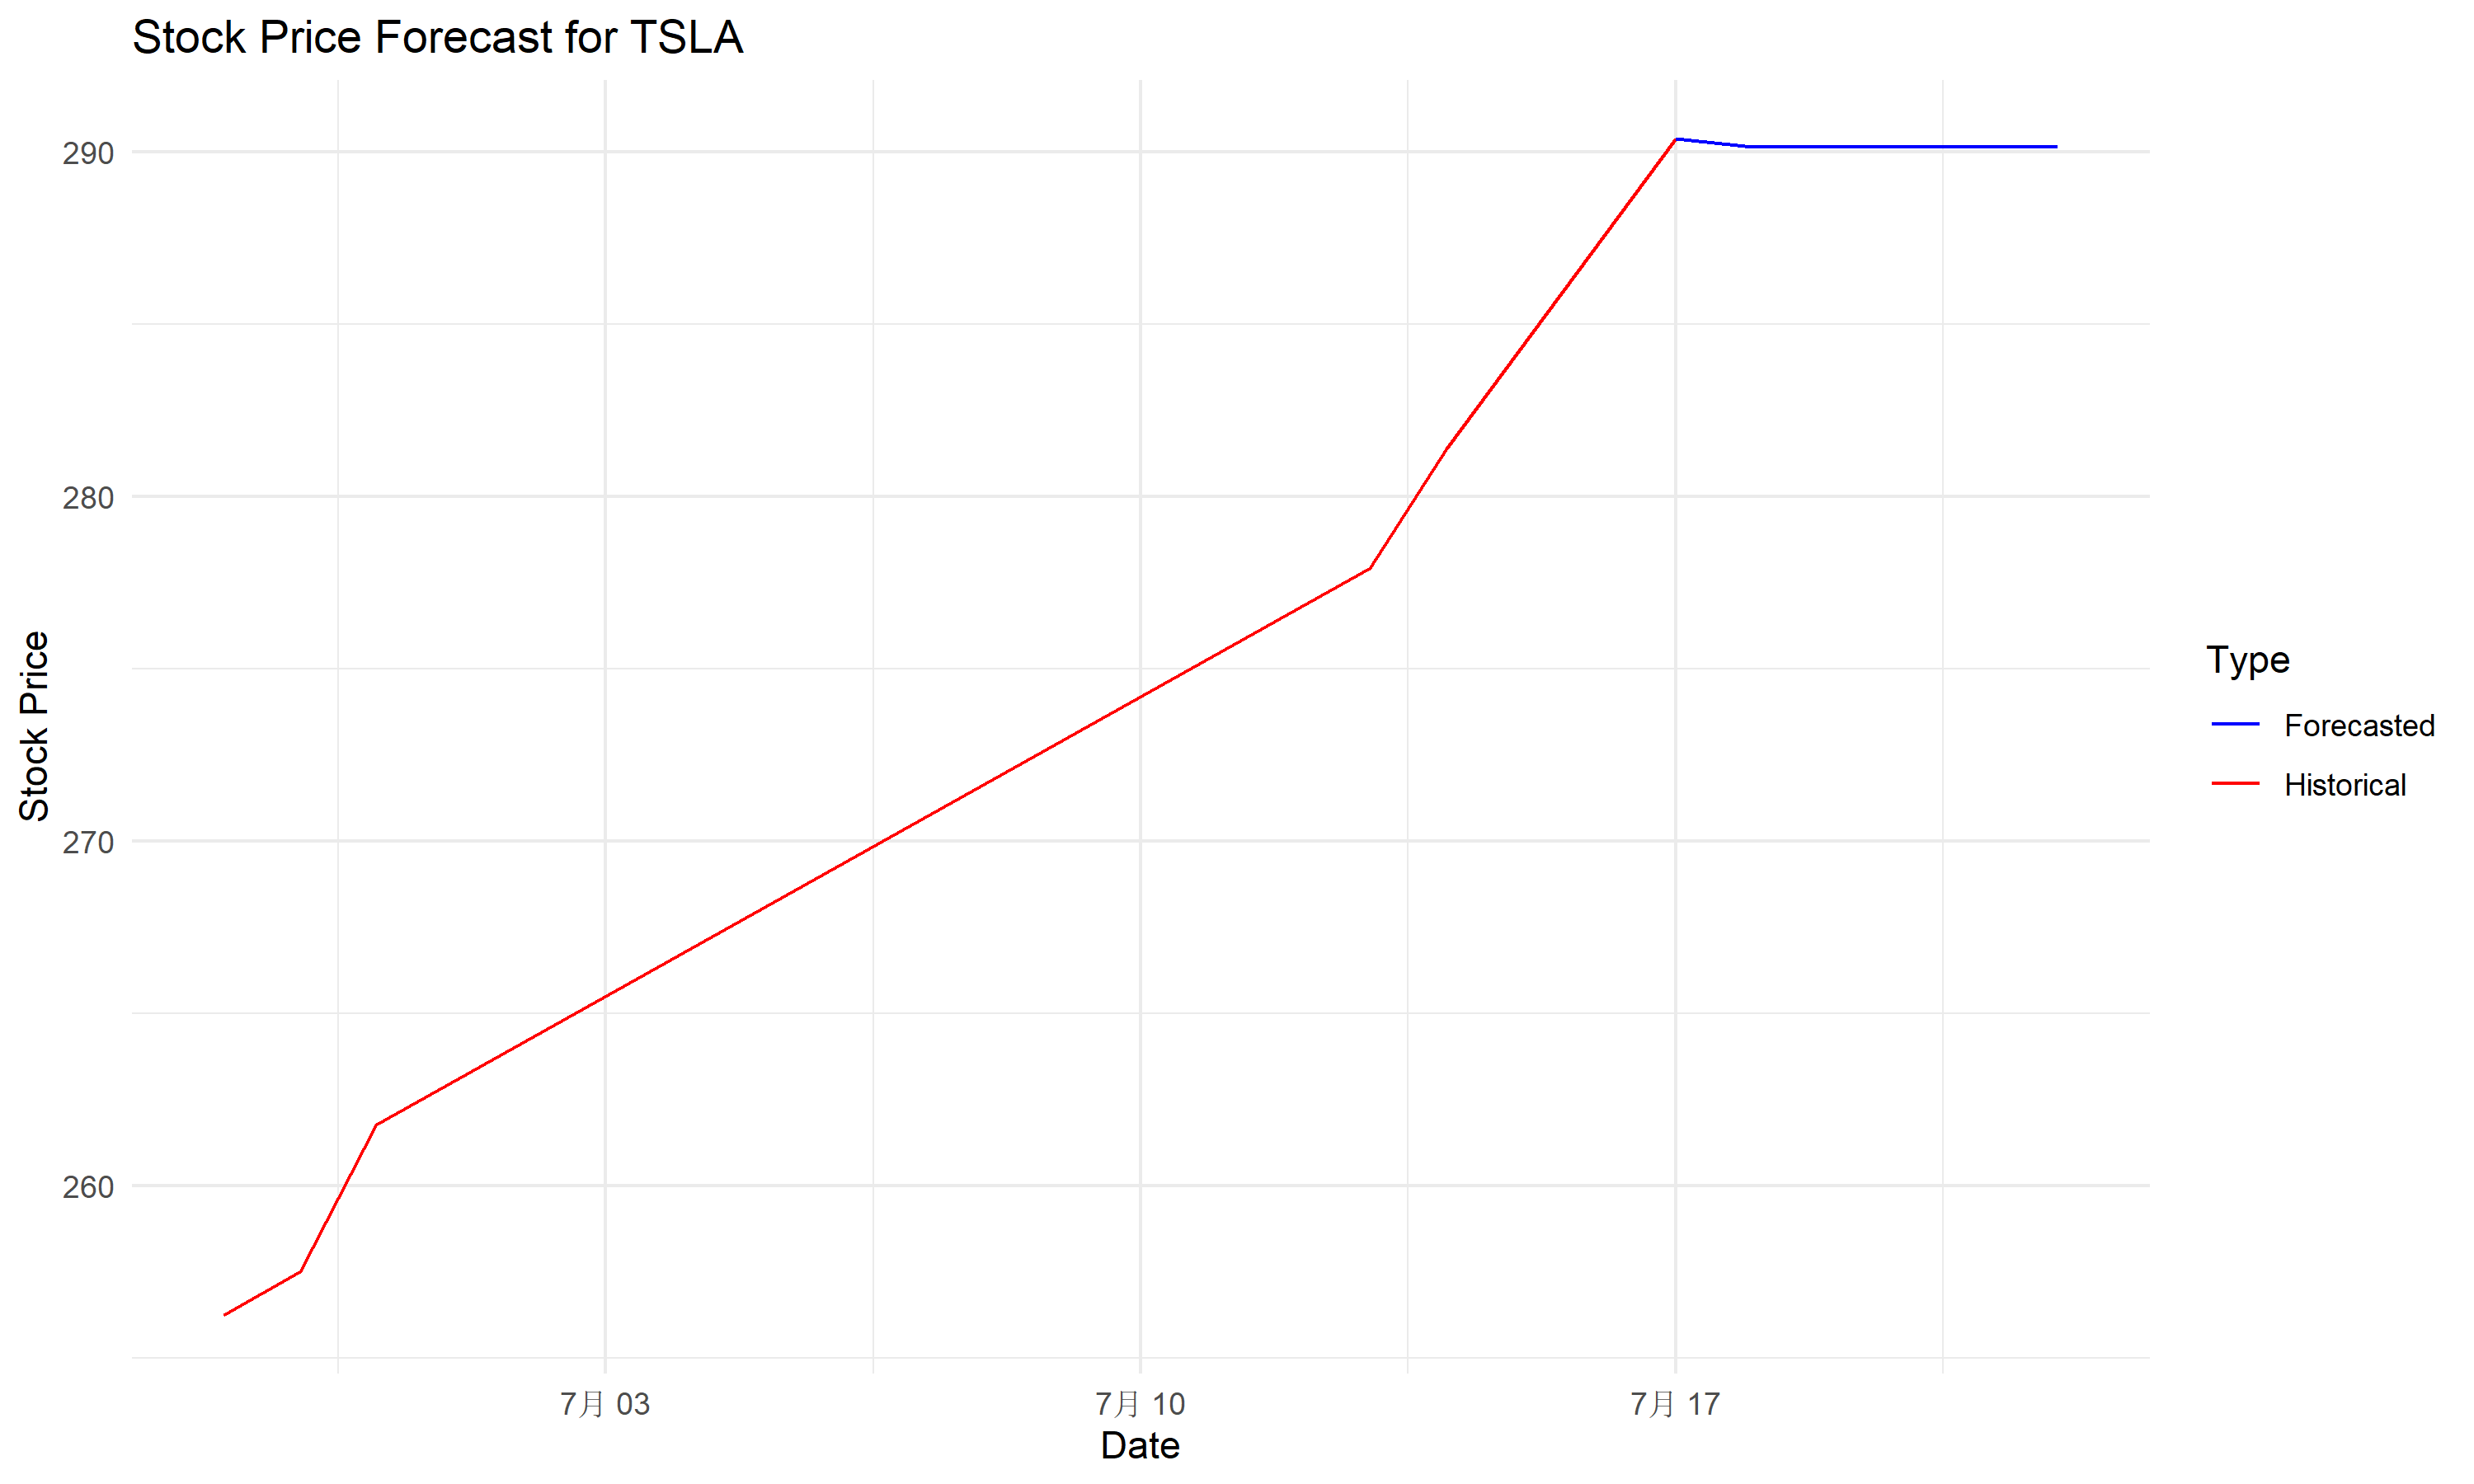 Stock Price Forecast for TSLA
290
280
270
260
Stock Price
7月 03
7月 10
7月 17
Date
Type
Forecasted
Historical